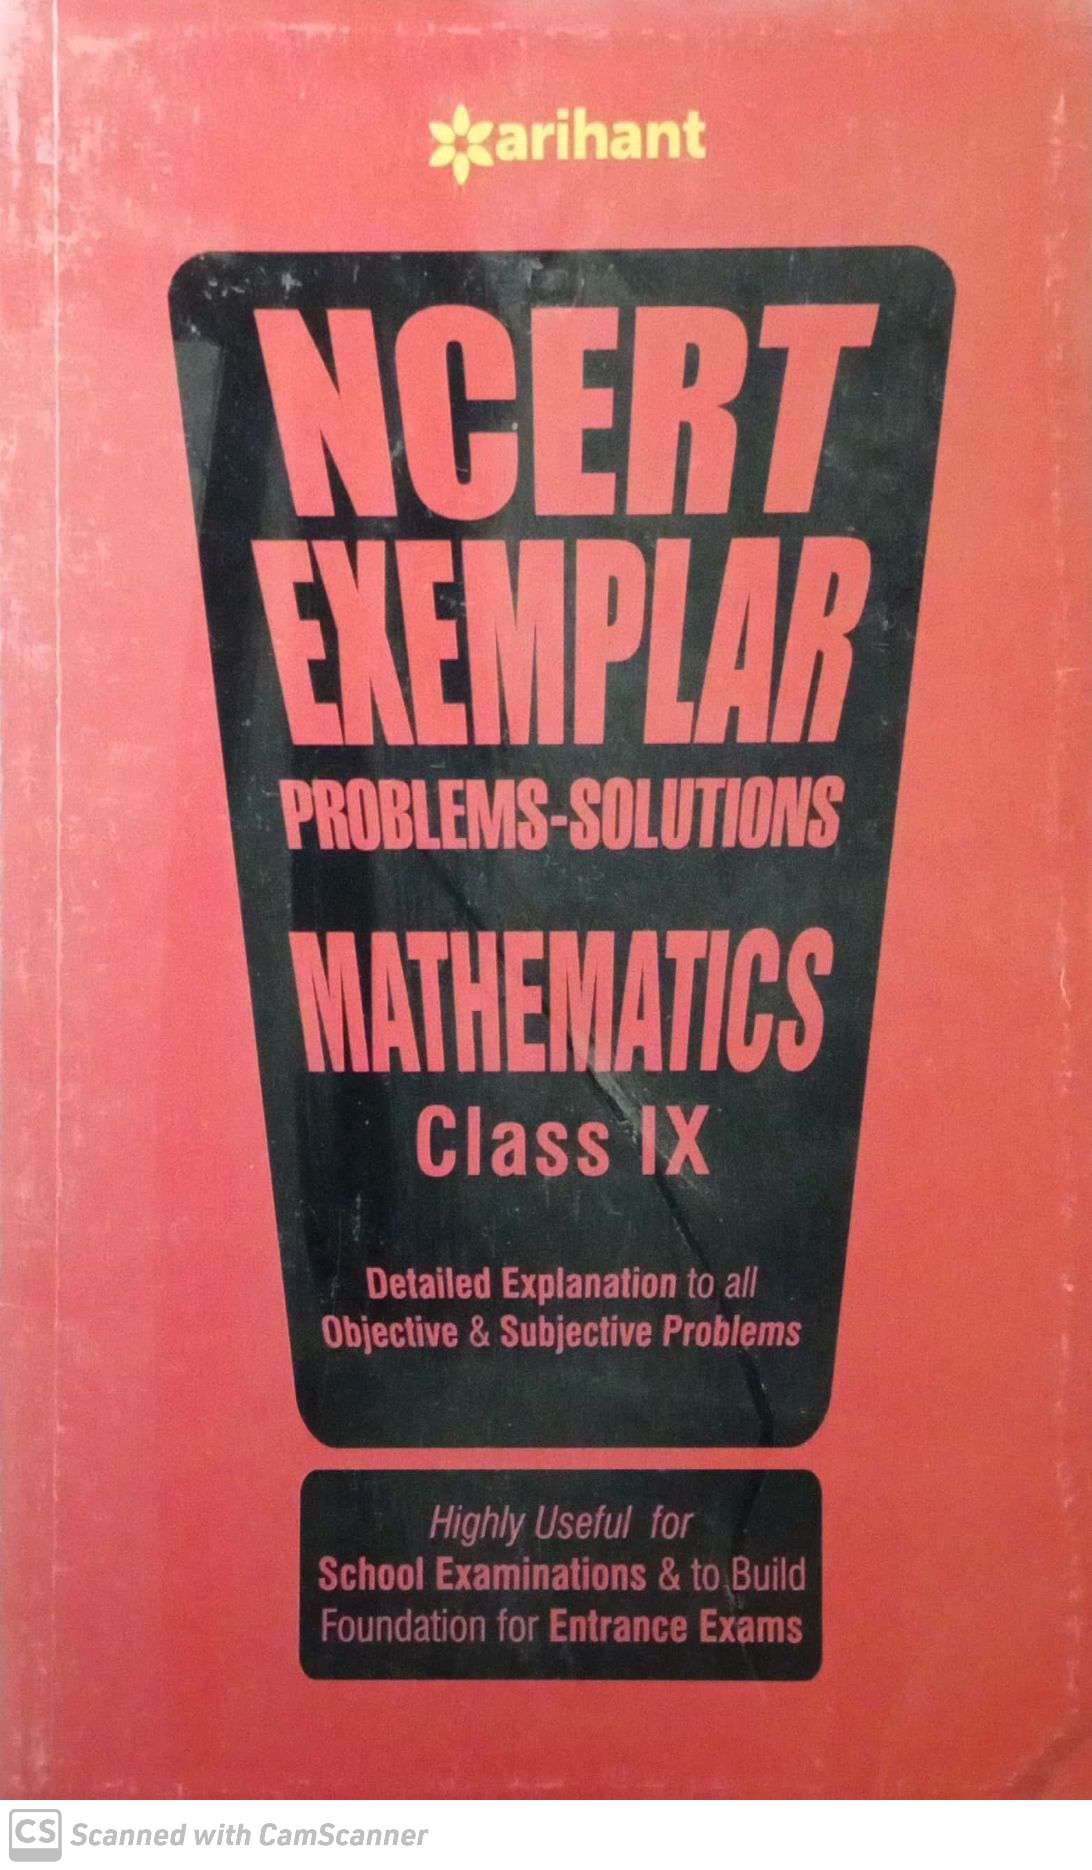 arihant
NCERT
EXEMPLAR
PROBLEMS-SOLUTIONS
MATHEMATICS
Class IX
Detailed Explanation to all
Objective & Subjective Problems
Highly Useful for
School Examinations & to Build
Foundation for Entrance Exams
CS Scanned with CamScanner